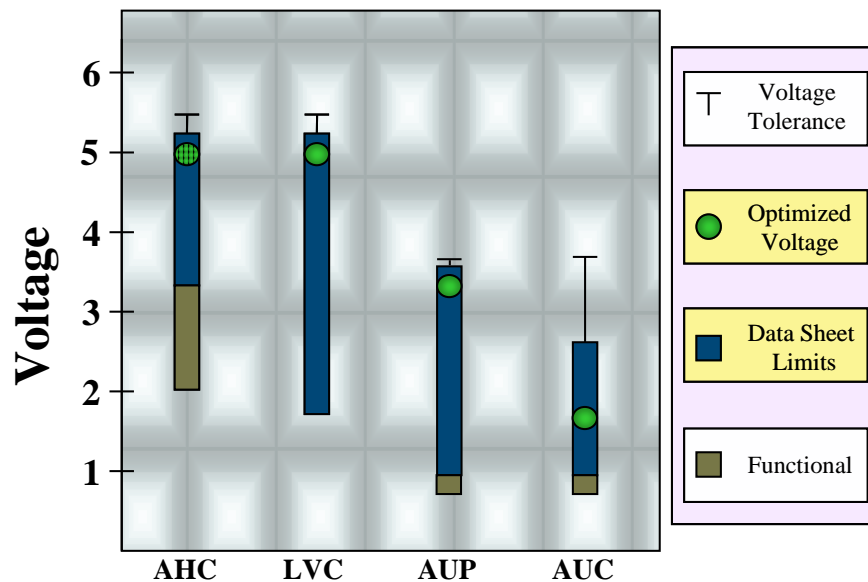 Voltage
6
5
4
3
2
1
AHC LVC AUP AUC
Voltage
Tolerance
Optimized
Voltage
Data Sheet
Limits
Functional